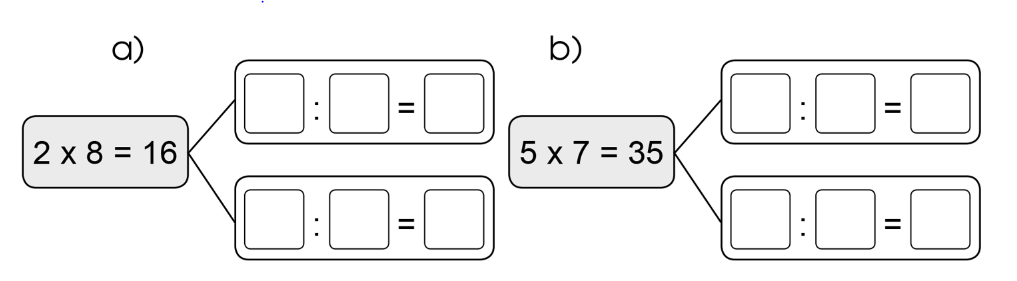 a)
: =
2 x 8 = 16
: =
b)
: =
5 x 7 = 35
: =